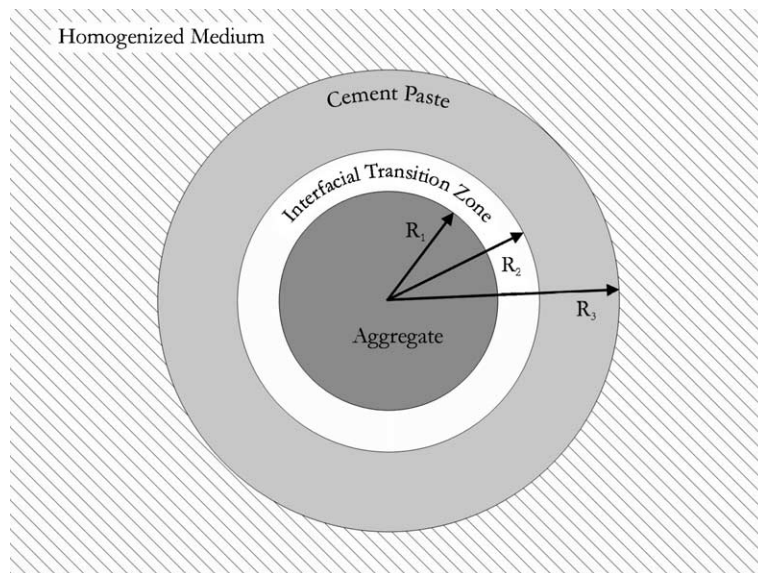 Homogenized Medium
Cement Paste
Interfacial Transition Zone
R₁
R₂
R₃
Aggregate